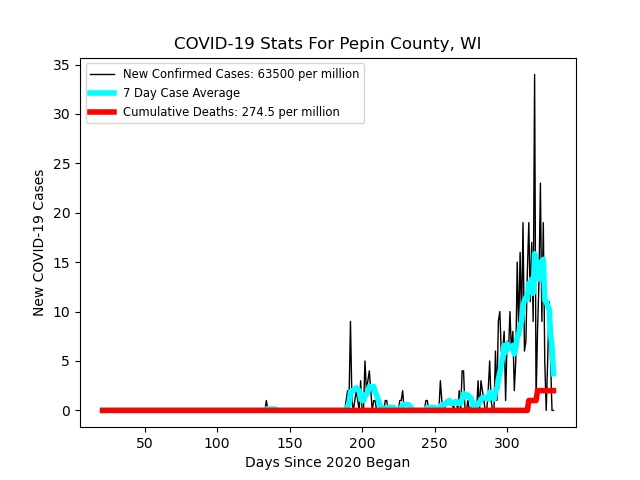 COVID-19 Stats For Pepin County, WI
New Confirmed Cases: 63500 per million
7 Day Case Average
Cumulative Deaths: 274.5 per million
New COVID-19 Cases
35
30
25
20
15
10
5
0
50 100 150 200 250 300
Days Since 2020 Began